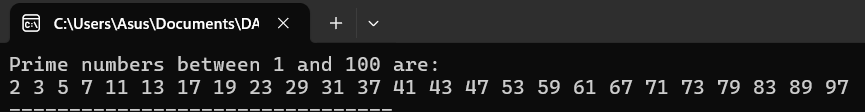 C:\Users\Asus\Documents\DA
Prime numbers between 1 and 100 are:
2 3 5 7 11 13 17 19 23 29 31 37 41 43 47 53 59 61 67 71 73 79 83 89 97
--------------------------------